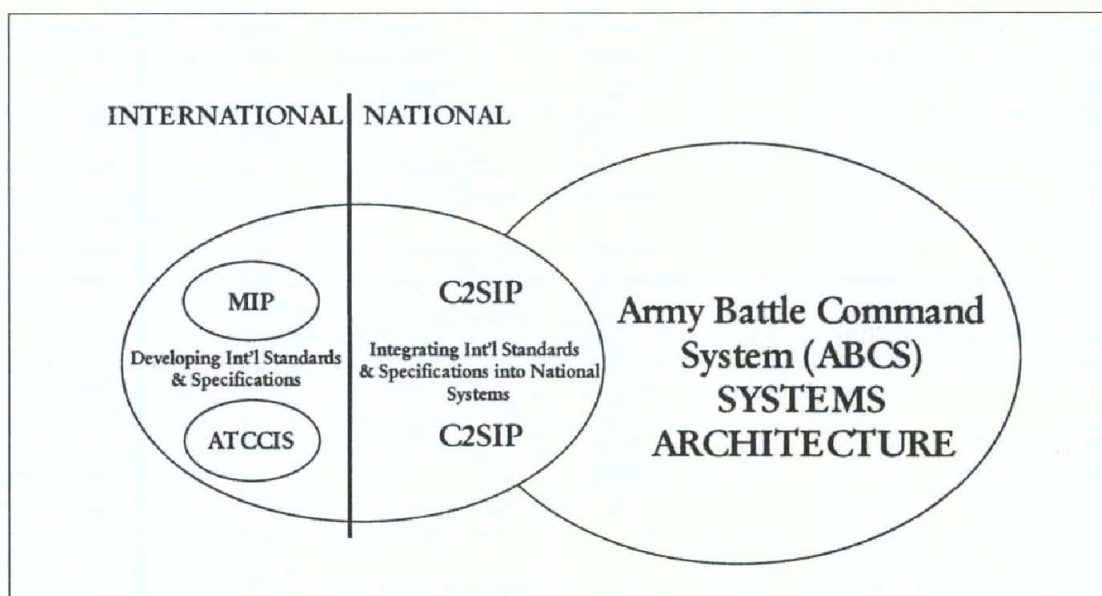 INTERNATIONAL
NATIONAL
MIP
Developing Int'l Standards
& Specifications
ATCCIS
C2SIP
Integrating Int'l Standards
& Specifications into National
Systems
C2SIP
Army Battle Command
System (ABCS)
SYSTEMS
ARCHITECTURE